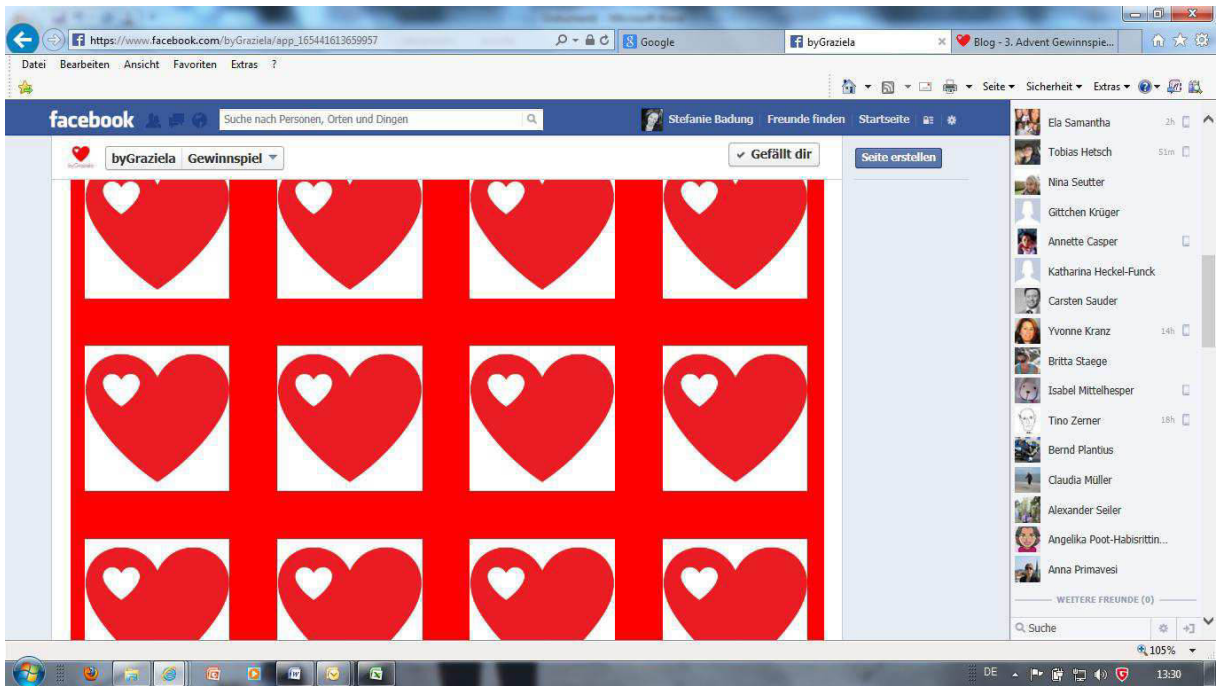 https://www.facebook.com/byGraziela/app_165441613659957
Google
byGraziela
Blog - 3. Advent Gewinnspie...
Datei Bearbeiten Ansicht Favoriten Extras ?
Seite Sicherheit Extras
facebook
Suche nach Personen, Orten und Dingen
Stefanie Badung Freunde finden Startseite
byGraziela Gewinnspiel
Gefällt dir
Seite erstellen
Ela Samantha 2h
Tobias Hetsch 51m
Nina Seutter
Gittchen Krüger
Annette Casper
Katharina Heckel-Funck
Carsten Sauder
Yvonne Kranz 14h
Britta Staege
Isabel Mittelhesper
Tino Zerner 18h
Bernd Plantius
Claudia Müller
Alexander Seiler
Angelika Poot-Habisrittin...
Anna Primavesi
WEITERE FREUNDE (0)
Suche
105%
DE
13:30